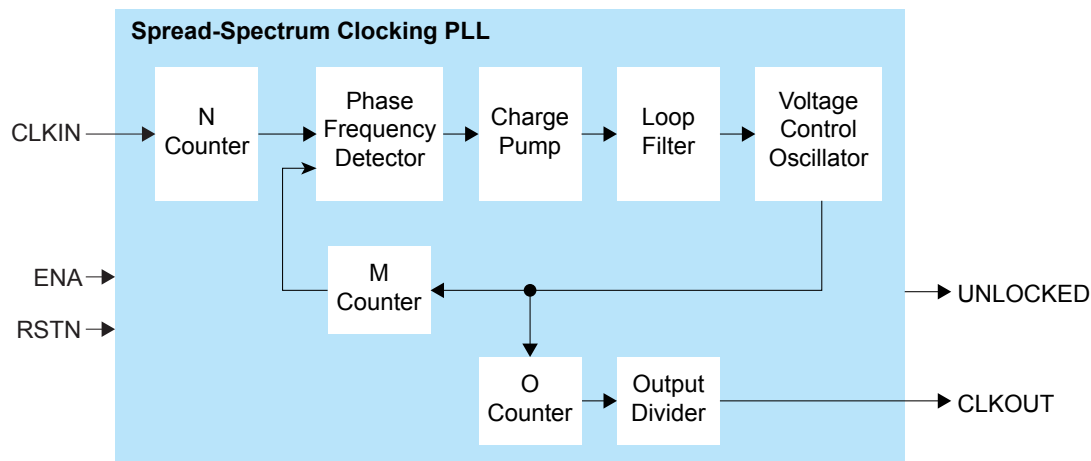 Spread-Spectrum Clocking PLL
CLKIN
N
Counter
Phase
Frequency
Detector
Charge
Pump
Loop
Filter
Voltage
Control
Oscillator
ENA
RSTN
M
Counter
UNLOCKED
O
Counter
Output
Divider
CLKOUT